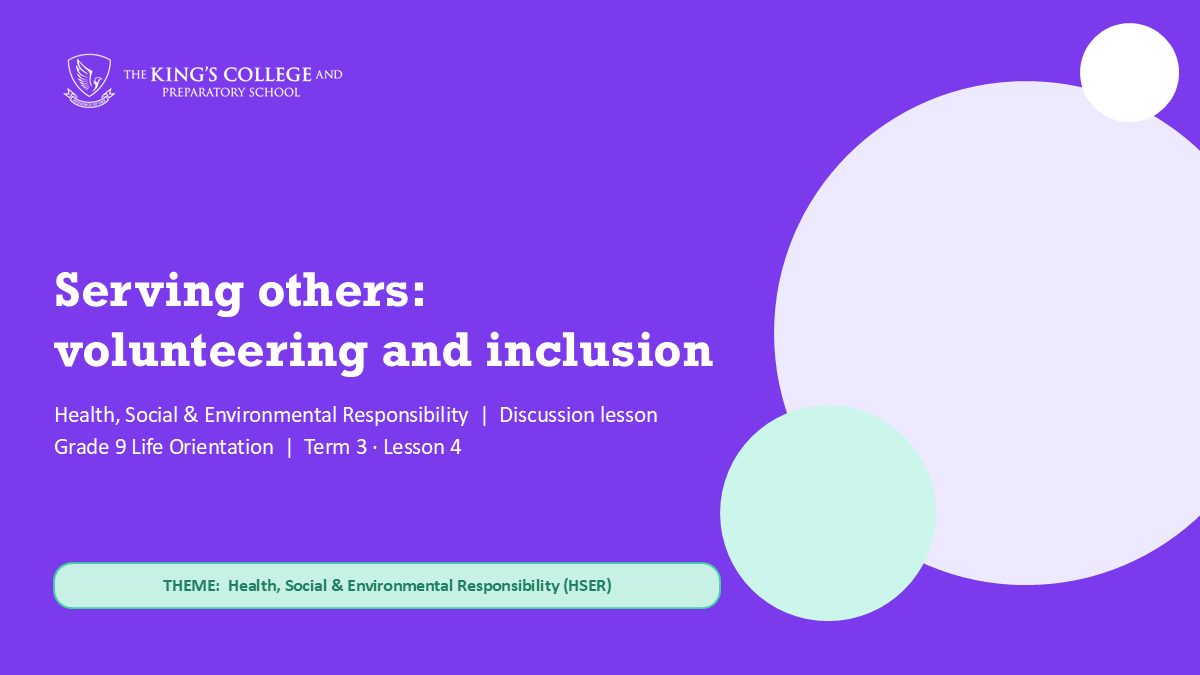 THE KING'S COLLEGE AND
PREPARATORY SCHOOL
Serving others:
volunteering and inclusion
Health, Social & Environmental Responsibility | Discussion lesson
Grade 9 Life Orientation | Term 3 · Lesson 4
THEME: Health, Social & Environmental Responsibility (HSER)